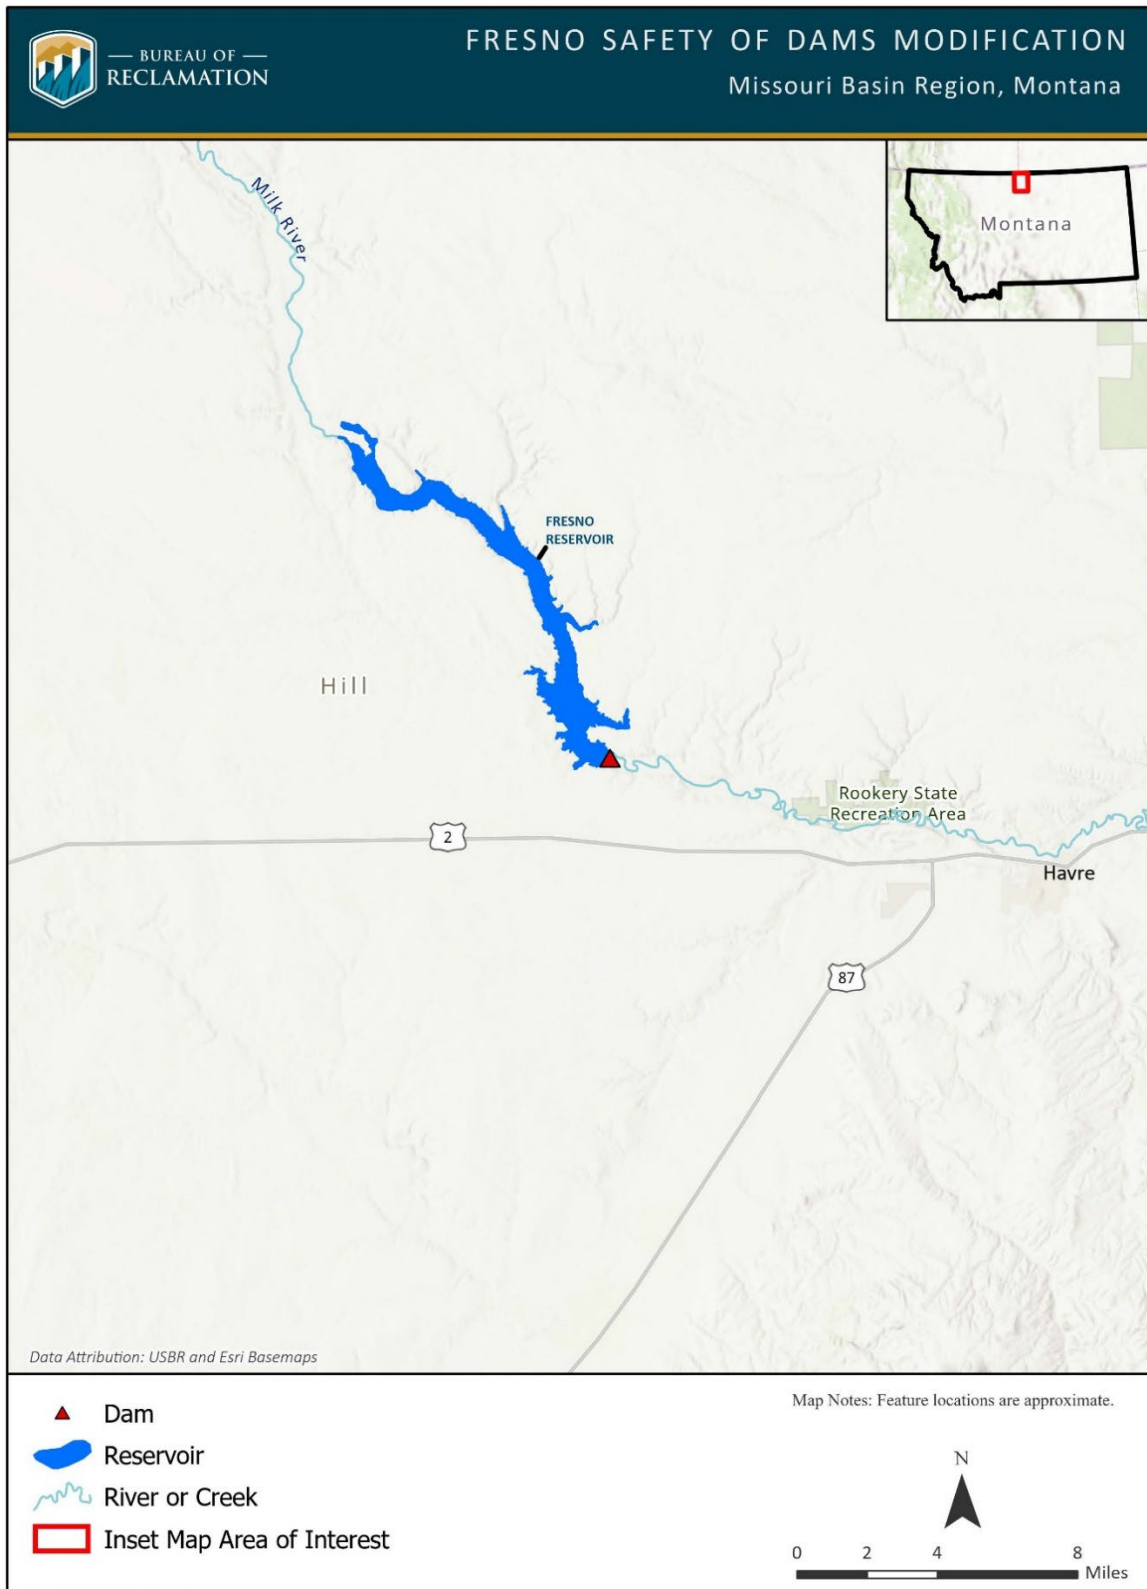 BUREAU OF
RECLAMATION
FRESNO SAFETY OF DAMS MODIFICATION
Missouri Basin Region, Montana
Milk River
Montana
FRESNO
RESERVOIR
Hill
Rookery State
Recreation Area
2
Havre
87
Data Attribution: USBR and Esri Basemaps
Dam
Reservoir
River or Creek
Inset Map Area of Interest
Map Notes: Feature locations are approximate.
N
0 2 4 8
Miles